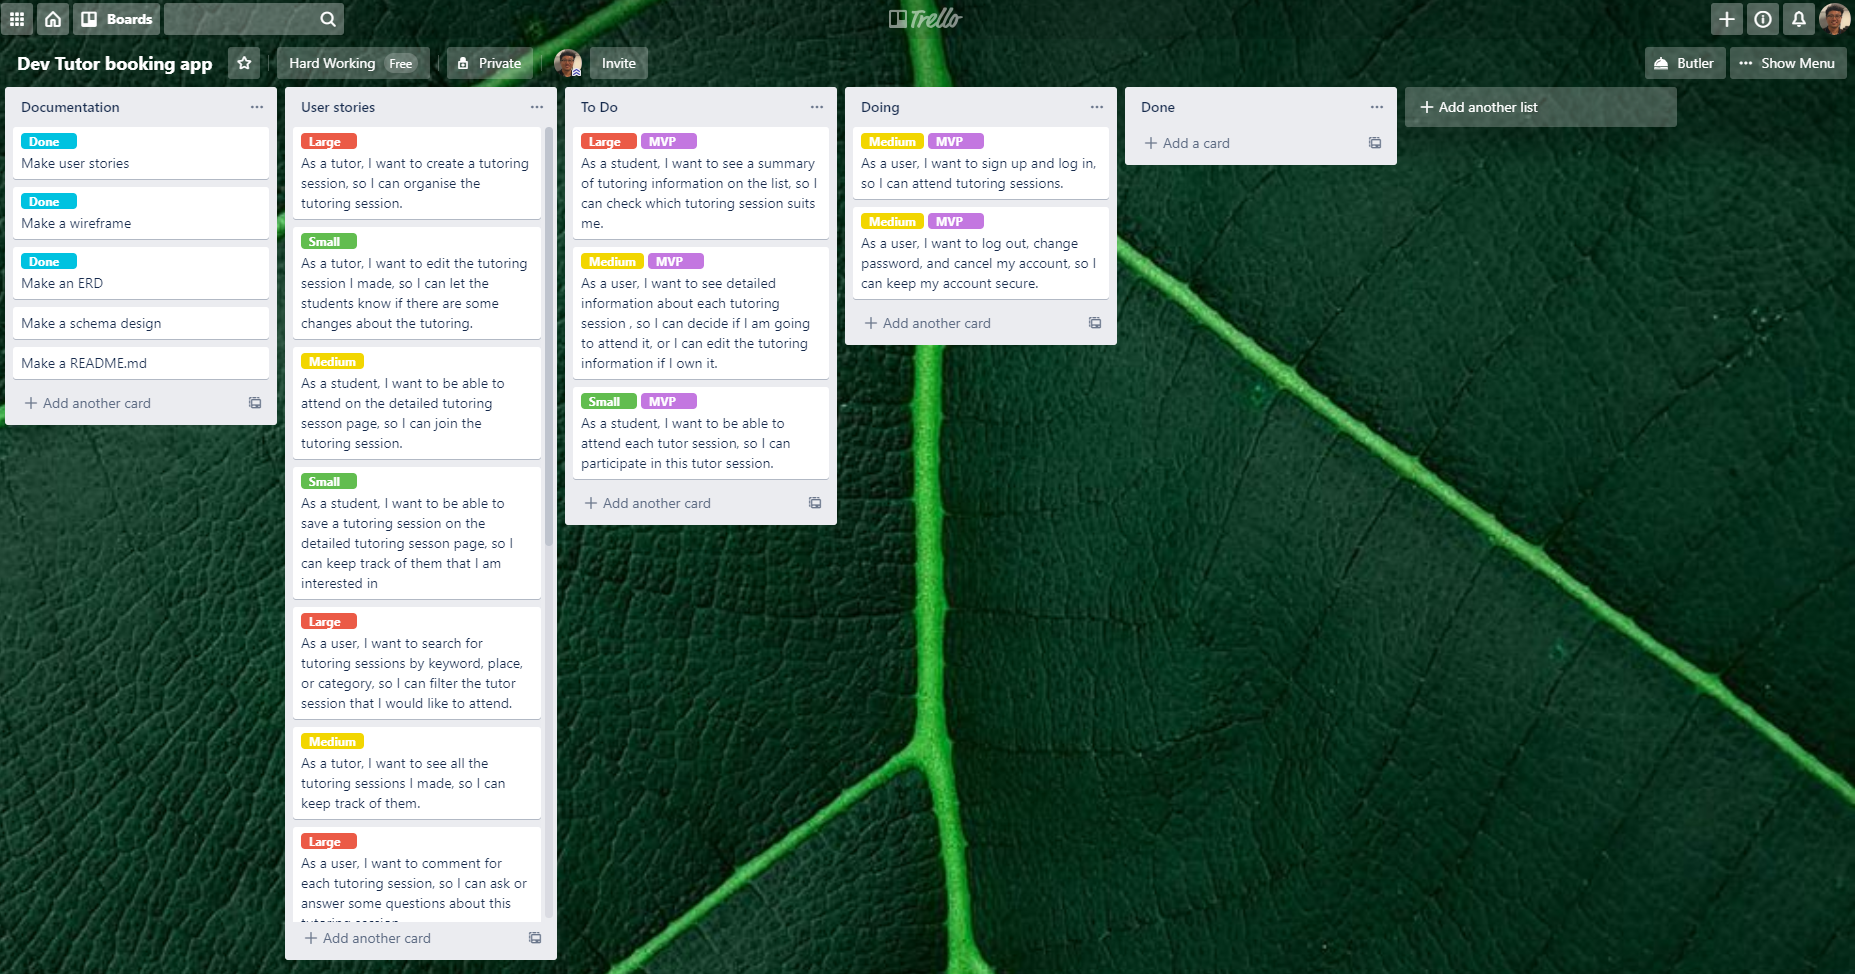 Boards
Trello
Dev Tutor booking app
Hard Working Free
Private
Invite
Butler
Show Menu
Documentation
Done
Make user stories
Done
Make a wireframe
Done
Make an ERD
Make a schema design
Make a README.md
Add another card
User stories
Large
As a tutor, I want to create a tutoring
session, so I can organise the
tutoring session.
Small
As a tutor, I want to edit the tutoring
session I made, so I can let the
students know if there are some
changes about the tutoring.
Medium
As a student, I want to be able to
attend on the detailed tutoring
sesson page, so I can join the
tutoring session.
Small
As a student, I want to be able to
save a tutoring session on the
detailed tutoring sesson page, so I
can keep track of them that I am
interested in
Large
As a user, I want to search for
tutoring sessions by keyword, place,
or category, so I can filter the tutor
session that I would like to attend.
Medium
As a tutor, I want to see all the
tutoring sessions I made, so I can
keep track of them.
Large
As a user, I want to comment for
each tutoring session, so I can ask or
answer some questions about this
tutoring session
Add another card
To Do
Large MVP
As a student, I want to see a summary
of tutoring information on the list, so I
can check which tutoring session suits
me.
Medium MVP
As a user, I want to see detailed
information about each tutoring
session , so I can decide if I am going
to attend it, or I can edit the tutoring
information if I own it.
Small MVP
As a student, I want to be able to
attend each tutor session, so I can
participate in this tutor session.
Add another card
Doing
Medium MVP
As a user, I want to sign up and log in,
so I can attend tutoring sessions.
Medium MVP
As a user, I want to log out, change
password, and cancel my account, so I
can keep my account secure.
Add another card
Done
Add a card
Add another list